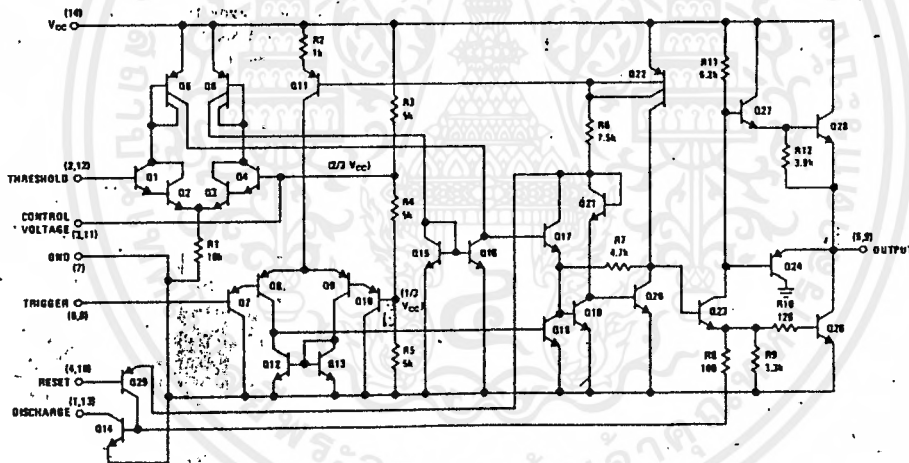 (14)
VCC
R2
1k
Q5
Q6
Q11
Q22
R11
6.2k
Q27
Q28
R3
5k
R6
7.5k
R12
3.9k
(2,12)
THRESHOLD
Q1
Q2
Q3
Q4
(2/3 VCC)
CONTROL
VOLTAGE
(3,11)
R1
10k
R4
5k
Q15
Q16
Q17
Q21
R7
4.7k
(5,9)
OUTPUT
Q24
GND
(7)
TRIGGER
(6,8)
Q7
Q8
Q9
Q10
(1/3
VCC)
Q18
Q19
Q20
Q23
R10
120
Q26
Q12
Q13
R5
5k
R8
100
R9
3.3k
(4,10)
RESET
Q25
(1,13)
DISCHARGE
Q14